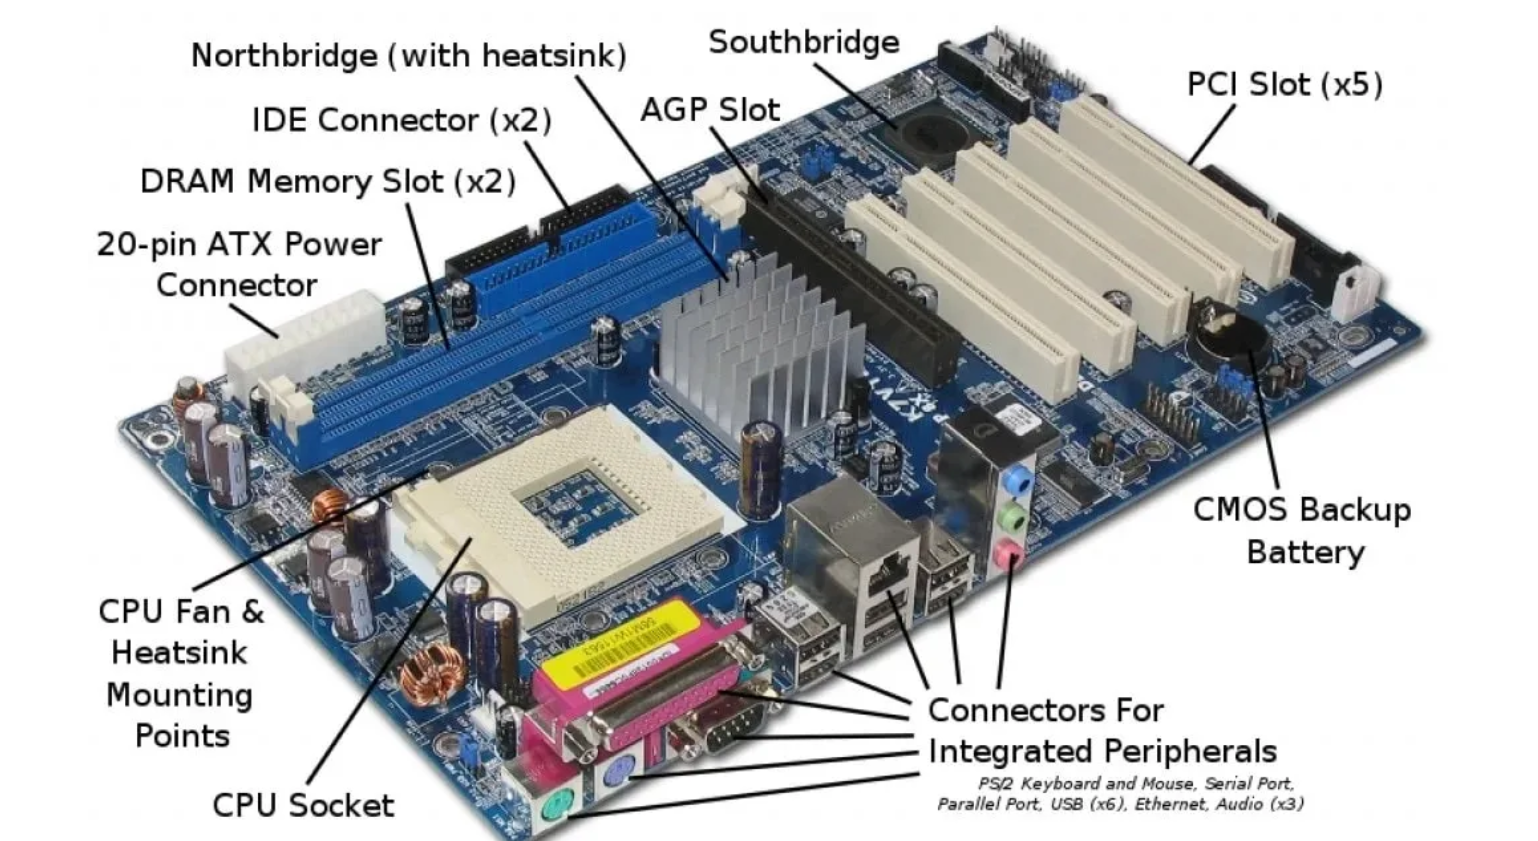 Northbridge (with heatsink)
Southbridge
PCI Slot (x5)
IDE Connector (x2)
AGP Slot
DRAM Memory Slot (x2)
20-pin ATX Power
Connector
CMOS Backup
Battery
CPU Fan &
Heatsink
Mounting
Points
CPU Socket
Connectors For
Integrated Peripherals
PS/2 Keyboard and Mouse, Serial Port,
Parallel Port, USB (x6), Ethernet, Audio (x3)